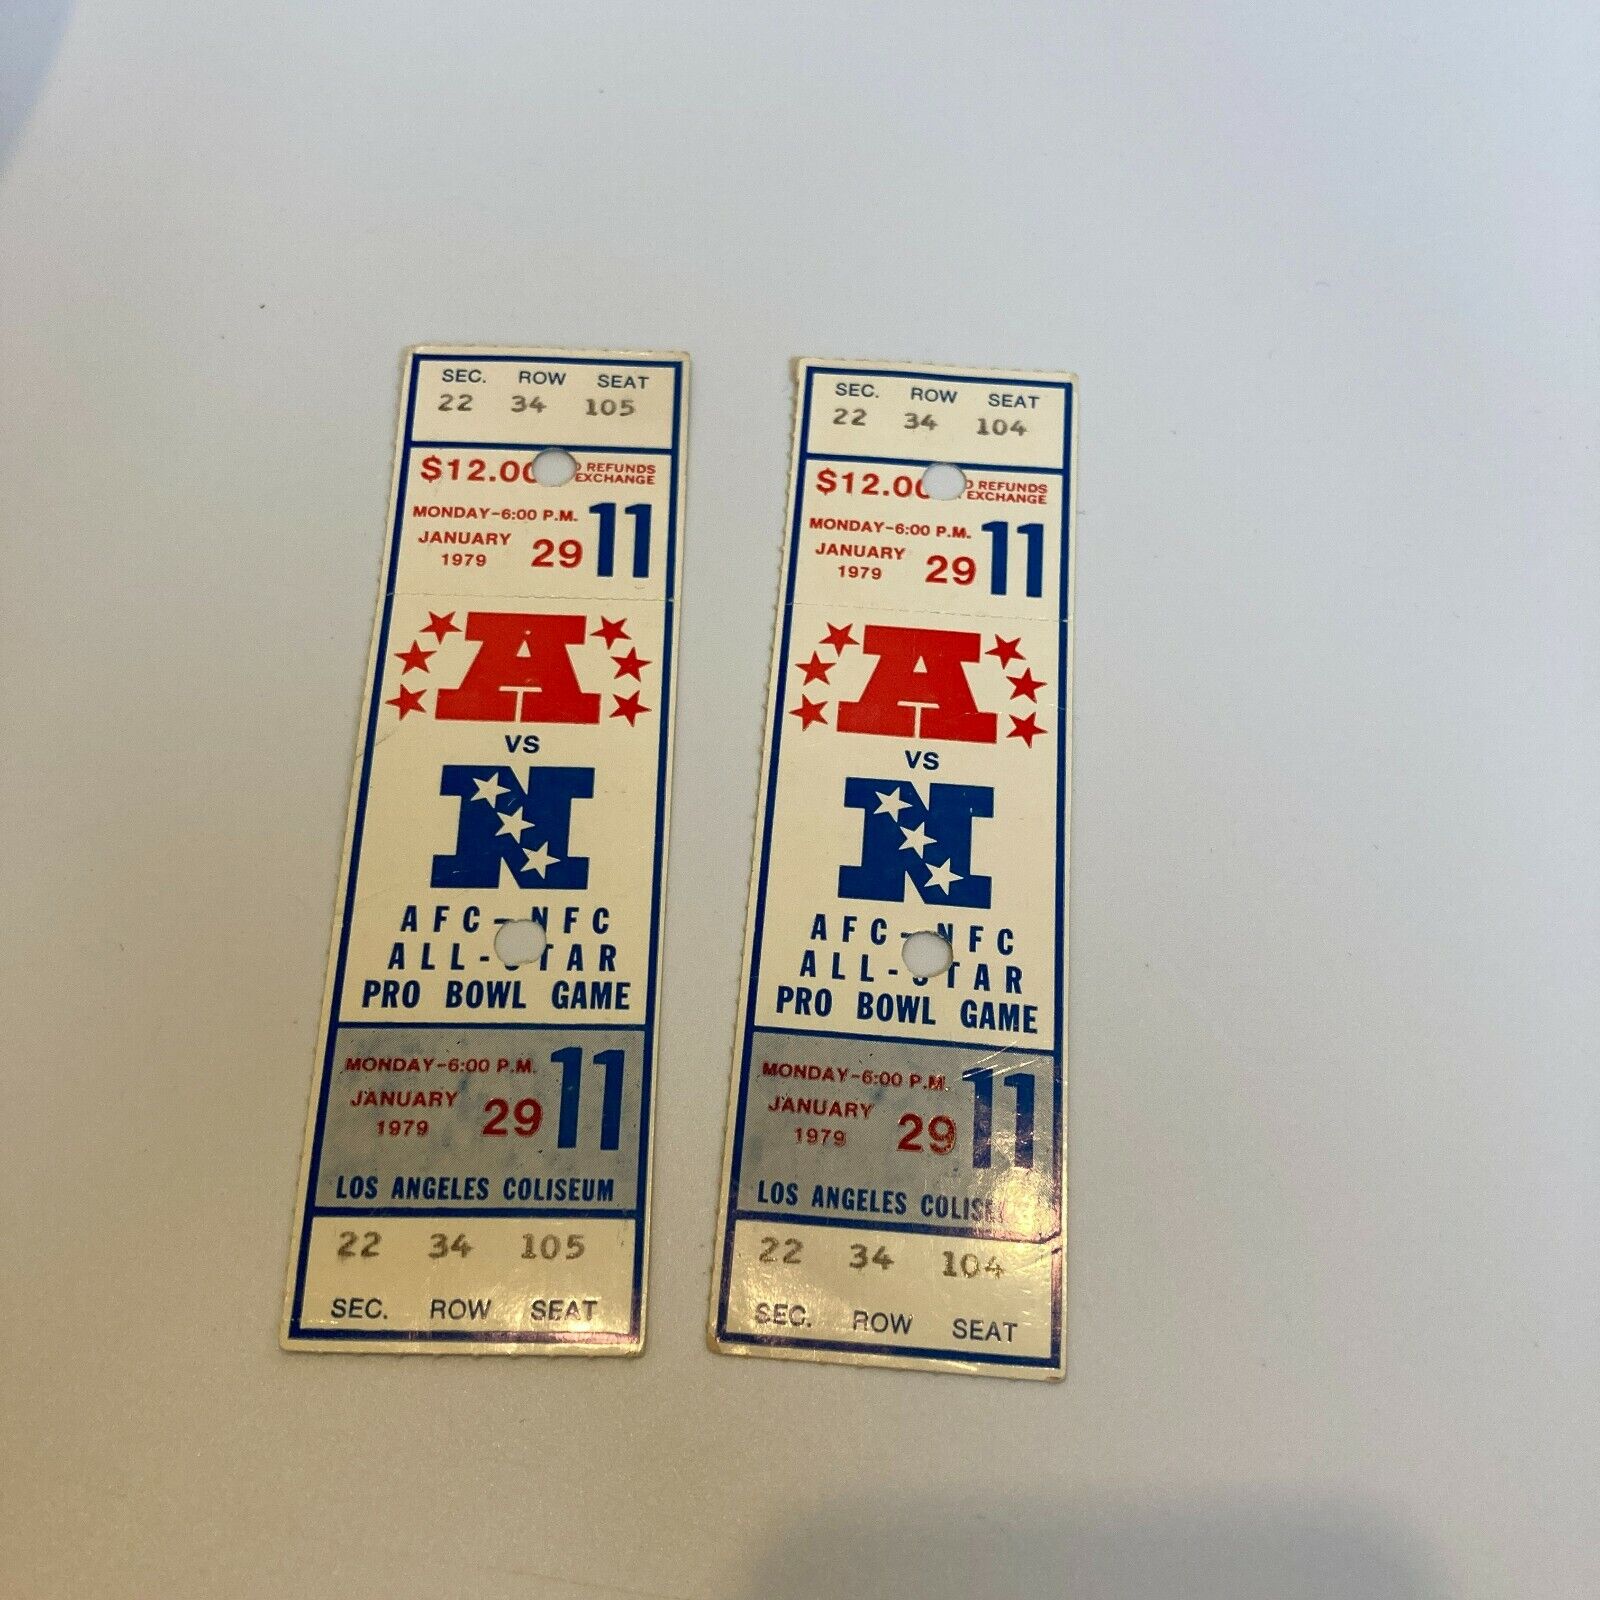 SEC. ROW SEAT
22 34 105
$12.00 REFUNDS
EXCHANGE
MONDAY-6:00 P.M.
JANUARY 29 11
1979
A
VS
N
AFC-NFC
ALL-STAR
PRO BOWL GAME
MONDAY-6:00 P.M.
JANUARY 29 11
1979
LOS ANGELES COLISEUM
22 34 105
SEC. ROW SEAT
SEC. ROW SEAT
22 34 104
$12.00 REFUNDS
EXCHANGE
MONDAY-6:00 P.M.
JANUARY 29 11
1979
A
VS
N
AFC-NFC
ALL-STAR
PRO BOWL GAME
MONDAY-6:00 P.M.
JANUARY 29 11
1979
LOS ANGELES COLISEUM
22 34 104
SEC. ROW SEAT